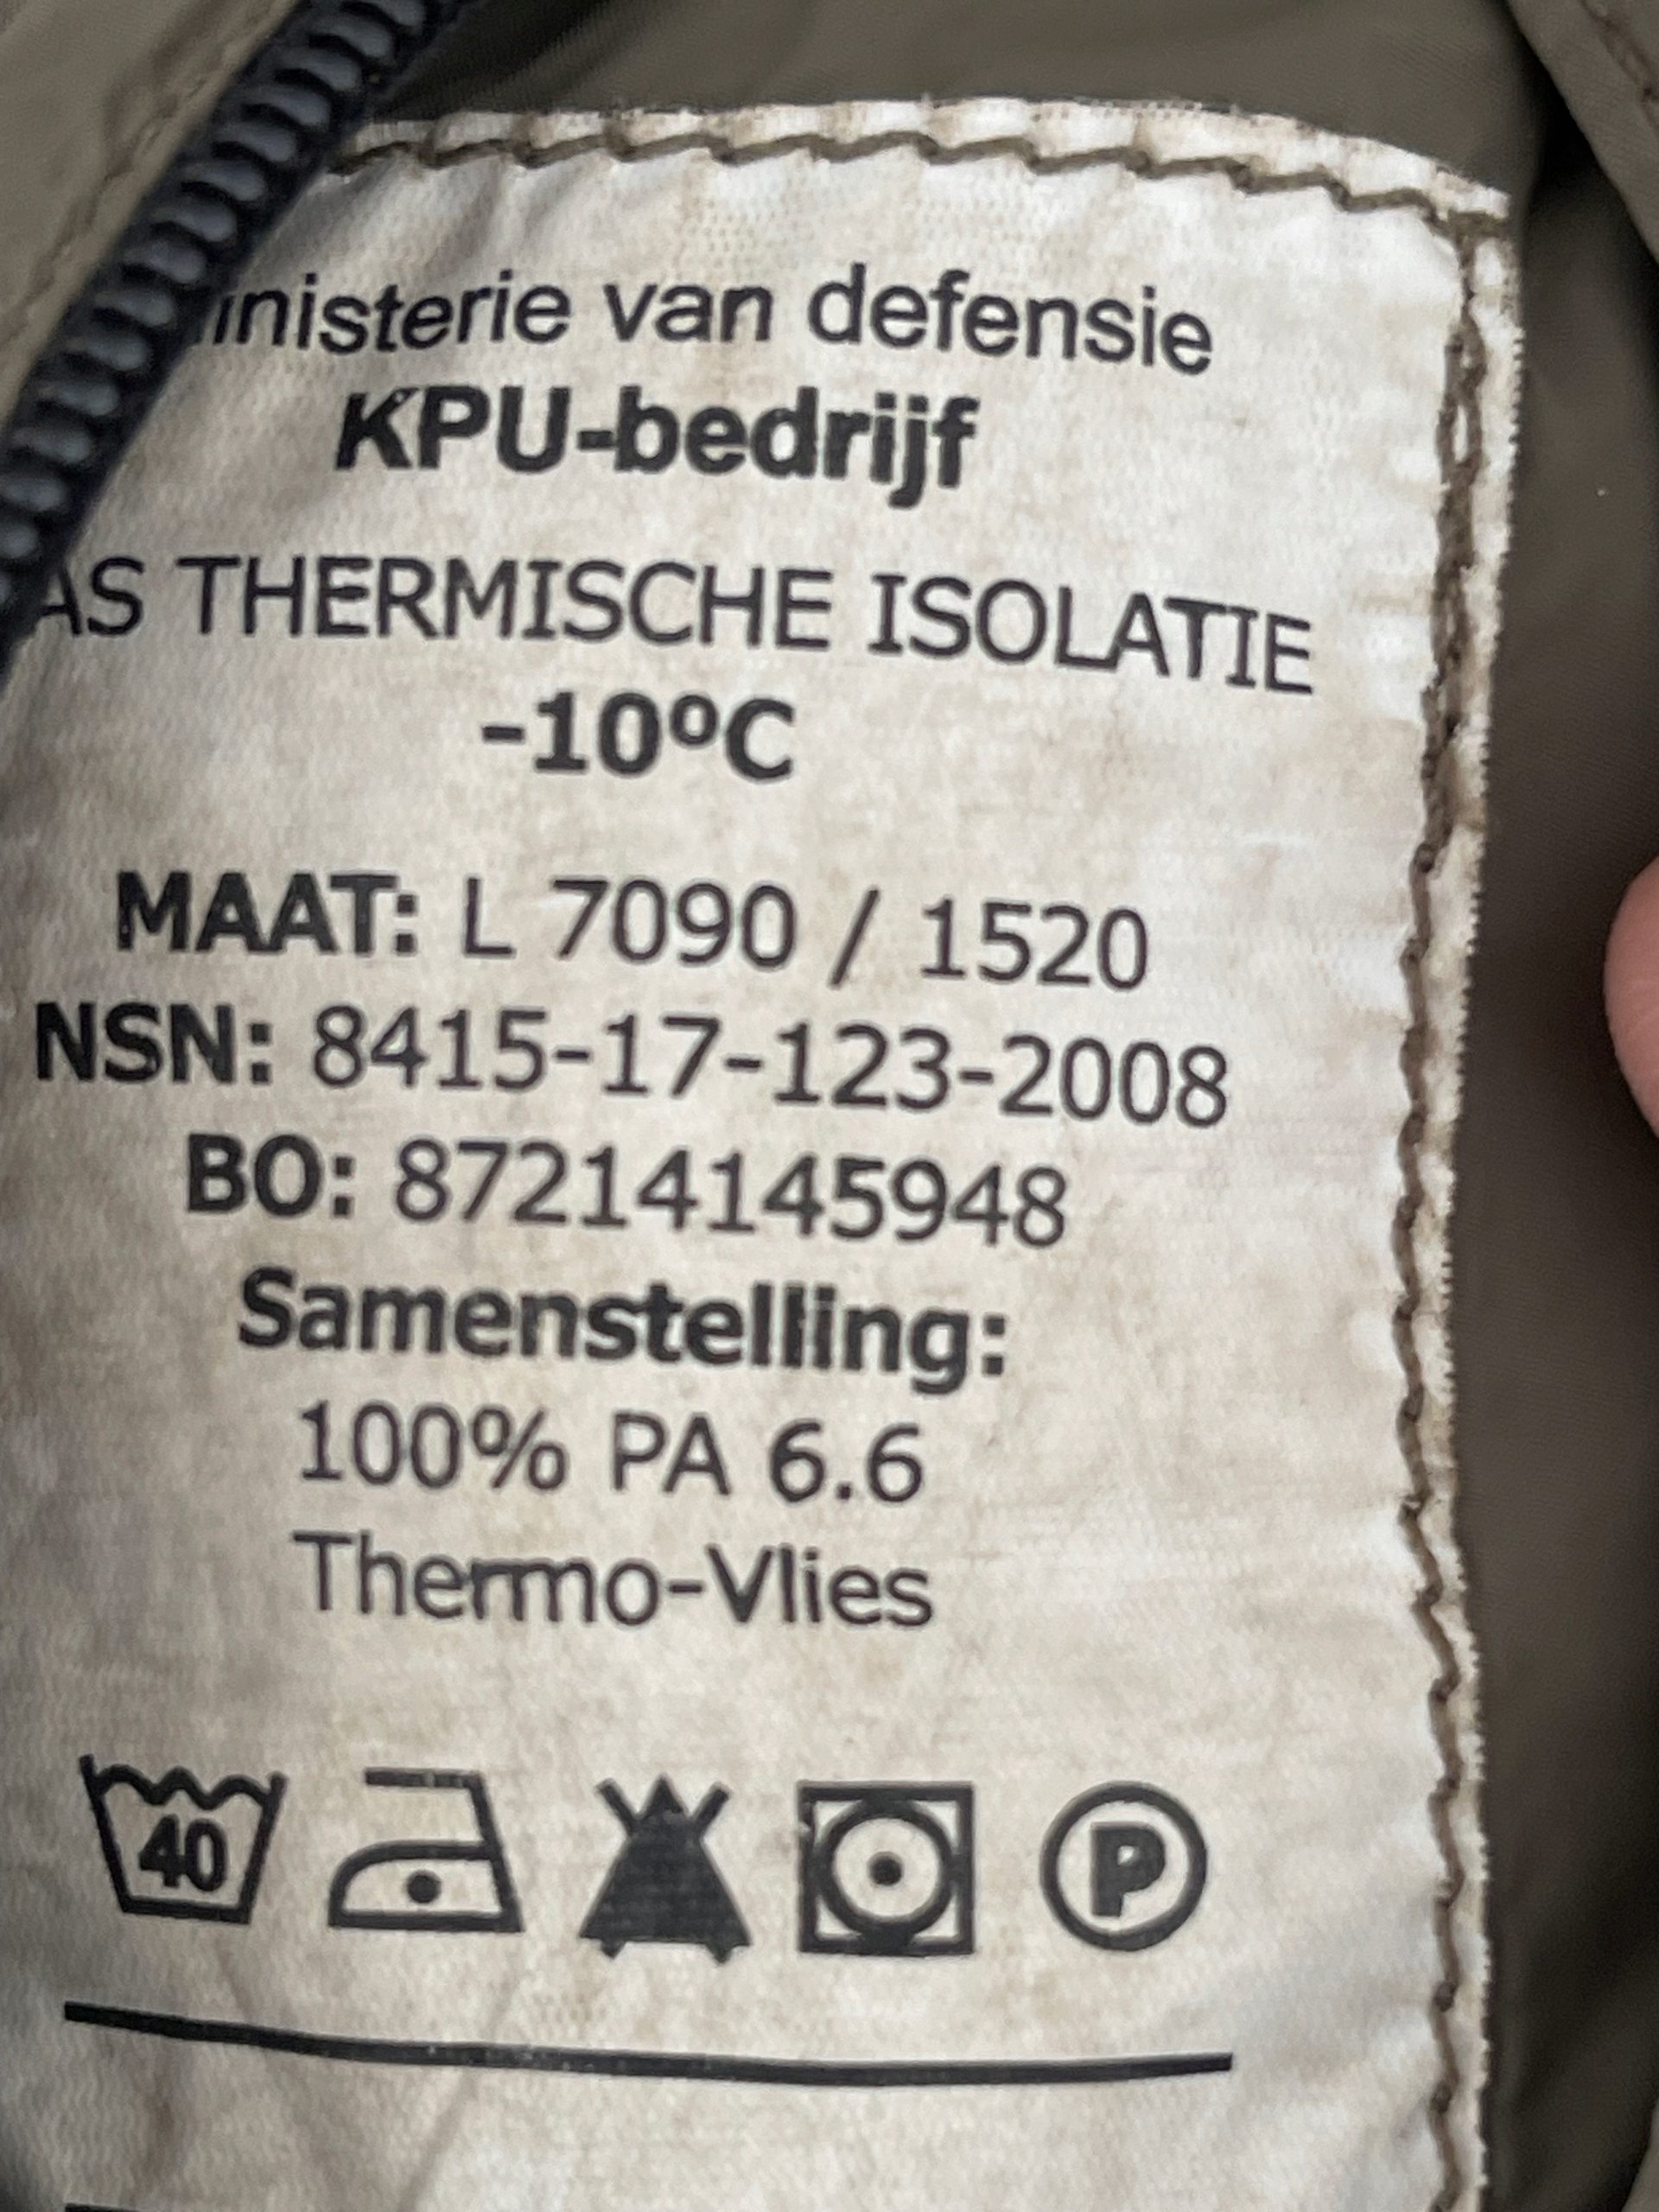 inisterie van defensie
KPU-bedrijf
AS THERMISCHE ISOLATIE
-10ºC
MAAT: L 7090 / 1520
NSN: 8415-17-123-2008
BO: 87214145948
Samenstelling:
100% PA 6.6
Thermo-Vlies
40 P